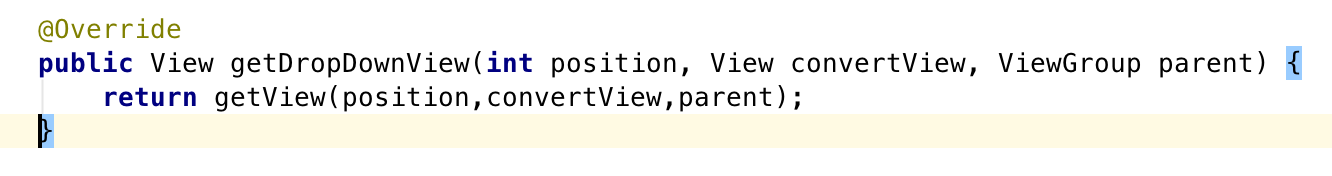 @Override
public View getDropDownView(int position, View convertView, ViewGroup parent) {
    return getView(position,convertView,parent);
}